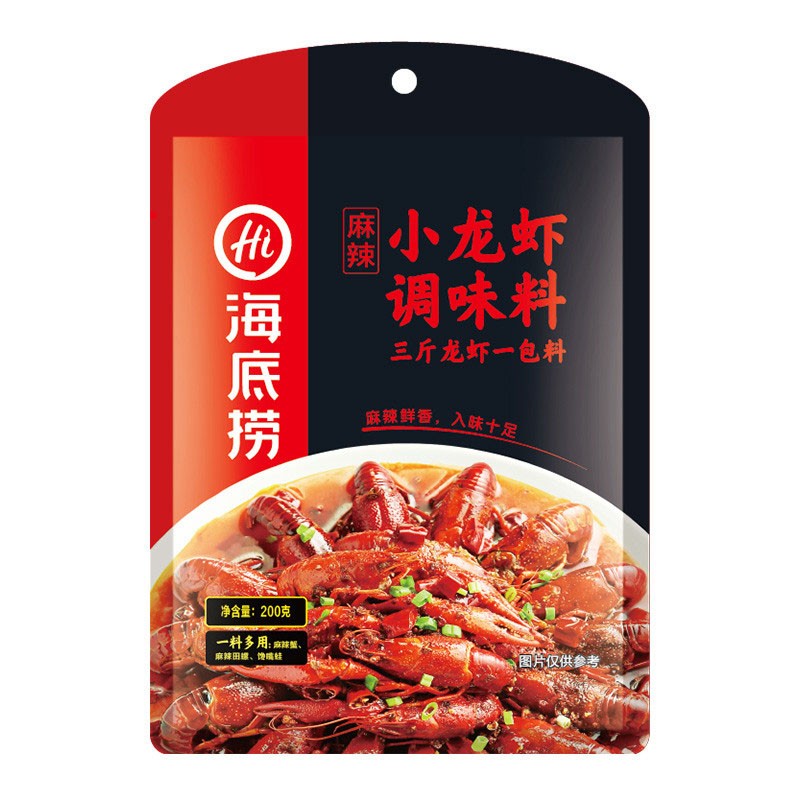 Hi
海底捞
麻辣
小龙虾
调味料
三斤龙虾一包料
麻辣鲜香，入味十足
净含量：200克
一料多用：麻辣蟹、
麻辣田螺、馋嘴蛙
图片仅供参考